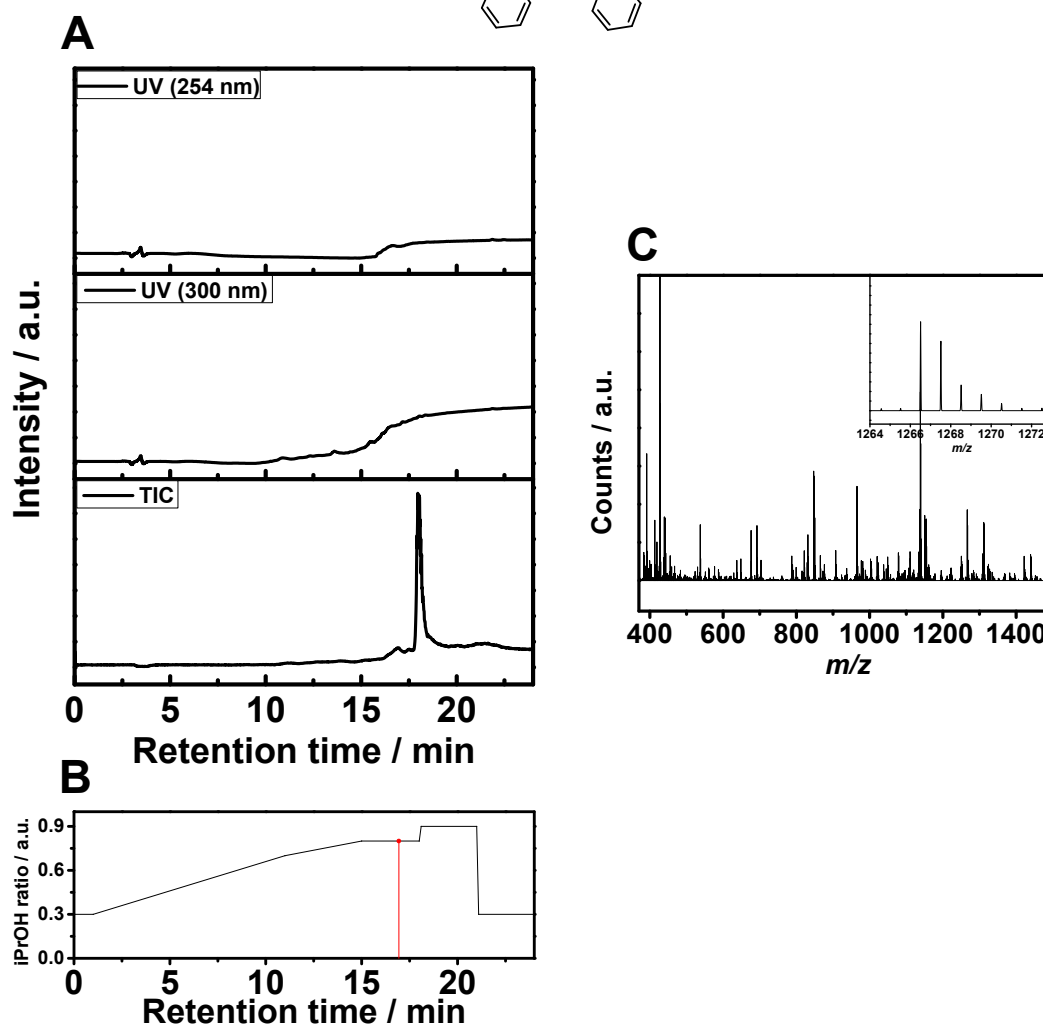 A
UV (254 nm)
UV (300 nm)
TIC
Intensity / a.u.
0 5 10 15 20
Retention time / min
B
iPrOH ratio / a.u.
0.9
0.6
0.3
0.0
0 5 10 15 20
Retention time / min
C
Counts / a.u.
1264 1266 1268 1270 1272
m/z
400 600 800 1000 1200 1400
m/z